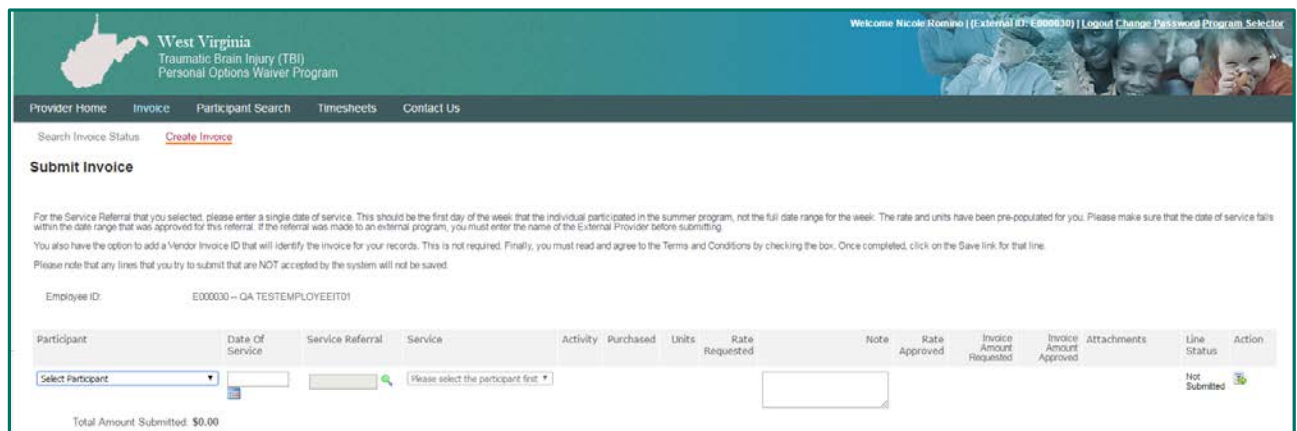 Welcome Nicole Romino | (External ID: E000030) | Logout Change Password Program Selector
West Virginia
Traumatic Brain Injury (TBI)
Personal Options Waiver Program
Provider Home Invoice Participant Search Timesheets Contact Us
Search Invoice Status Create Invoice
Submit Invoice
For the Service Referral that you selected, please enter a single date of service. This should be the first day of the week that the individual participated in the summer program, not the full date range for the week. The rate and units have been pre-populated for you. Please make sure that the date of service falls
within the date range that was approved for this referral. If the referral was made to an external program, you must enter the name of the External Provider before submitting.
You also have the option to add a Vendor Invoice ID that will identify the invoice for your records. This is not required. Finally, you must read and agree to the Terms and Conditions by checking the box. Once completed, click on the Save link for that line.
Please note that any lines that you try to submit that are NOT accepted by the system will not be saved.
Employee ID: E000030 -- QA TESTEMPLOYEEIT01
Participant Date Of Service Service Referral Service Activity Purchased Units Rate Requested Note Rate Approved Invoice Amount Requested Invoice Amount Approved Attachments Line Status Action
Select Participant Please select the participant first Not Submitted
Total Amount Submitted: $0.00